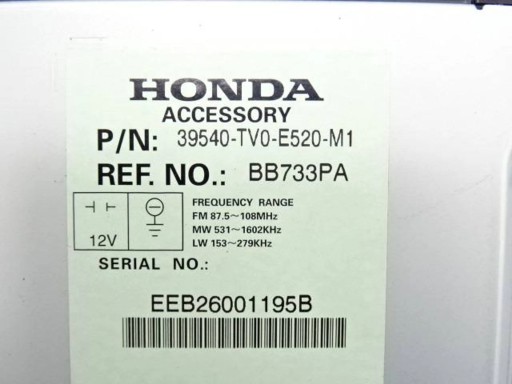 HONDA
ACCESSORY
P/N: 39540-TV0-E520-M1
REF. NO.: BB733PA
FREQUENCY RANGE
FM 87.5~108MHz
MW 531~1602KHz
LW 153~279KHz
12V
SERIAL NO.:
EEB26001195B